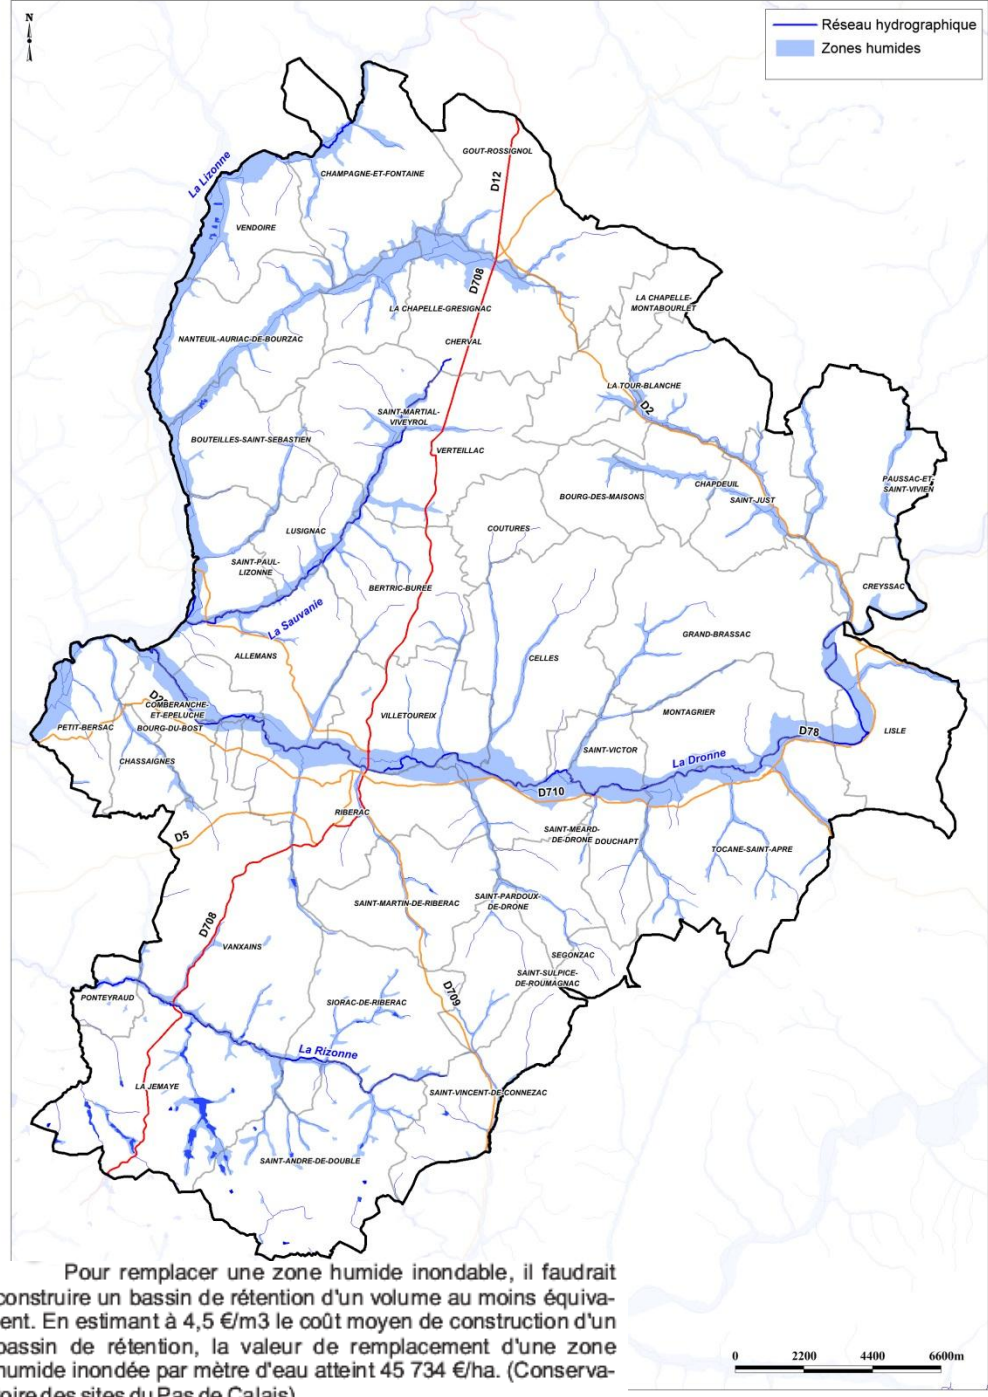 N
Réseau hydrographique
Zones humides
GOUT-ROSSIGNOL
La Lizonne
CHAMPAGNE-ET-FONTAINE
D12
VENDOIRE
D708
LA CHAPELLE-
MONTABOURLET
LA CHAPELLE-GRESIGNAC
NANTEUIL-AURIAC-DE-BOURZAC
CHERVAL
LA TOUR-BLANCHE
D2
SAINT-MARTIAL-
VIVEYROL
BOUTEILLES-SAINT-SEBASTIEN
VERTEILLAC
PAUSSAC-ET-
SAINT-VIVIEN
CHAPDEUIL
BOURG-DES-MAISONS
SAINT-JUST
COUTURES
LUSIGNAC
SAINT-PAUL-
LIZONNE
BERTRIC-BUREE
CREYSSAC
La Sauvanie
GRAND-BRASSAC
ALLEMANS
CELLES
D20
COMBERANCHE-
ET-EPELUCHE
VILLETOUREIX
MONTAGRIER
PETIT-BERSAC
BOURG-DU-BOST
D78
LISLE
SAINT-VICTOR
CHASSAIGNES
La Dronne
D710
RIBERAC
D5
SAINT-MEARD-
DE-DRONE
DOUCHAPT
TOCANE-SAINT-APRE
SAINT-MARTIN-DE-RIBERAC
SAINT-PARDOUX-
DE-DRONE
D708
VANXAINS
SEGONZAC
SAINT-SULPICE-
DE-ROUMAGNAC
D709
PONTEYRAUD
SIORAC-DE-RIBERAC
La Rizonne
LA JEMAYE
SAINT-VINCENT-DE-CONNEZAC
SAINT-ANDRE-DE-DOUBLE
Pour remplacer une zone humide inondable, il faudrait
construire un bassin de rétention d'un volume au moins équiva-
ent. En estimant à 4,5 €/m3 le coût moyen de construction d'un
bassin de rétention, la valeur de remplacement d'une zone
humide inondée par mètre d'eau atteint 45 734 €/ha. (Conserva-
toire des sites du Pas de Calais)
0 2200 4400 6600m